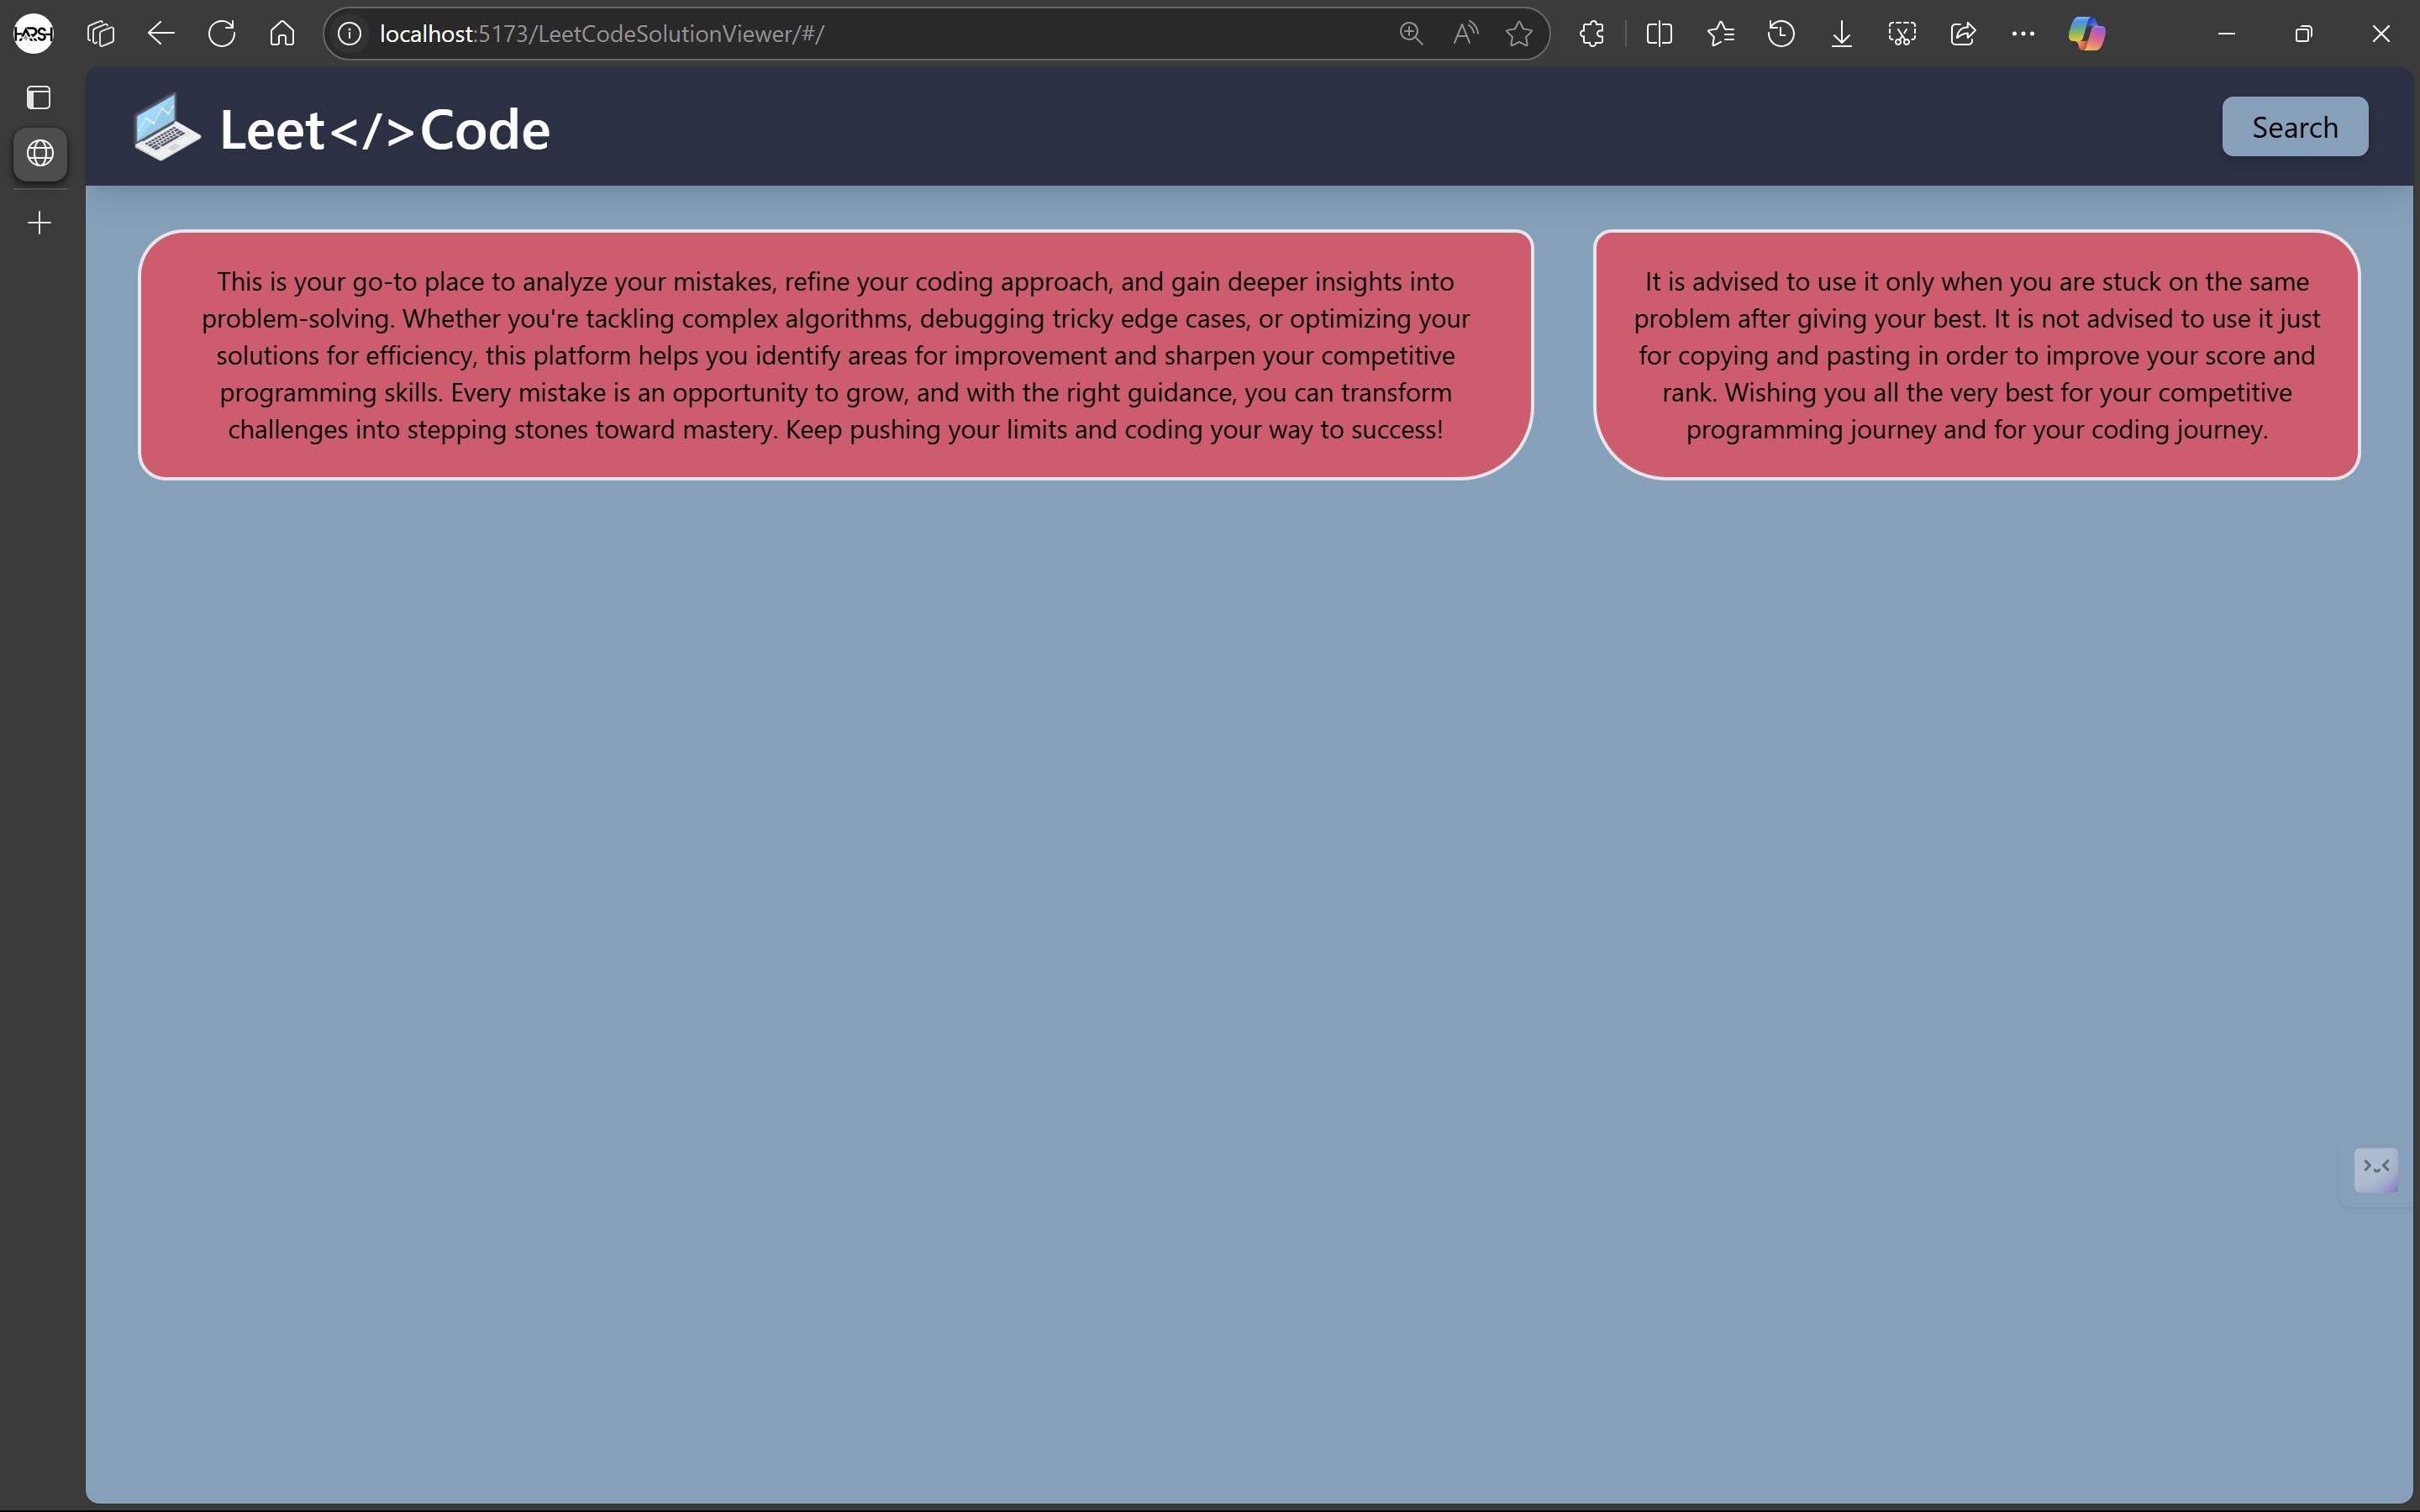 HARSH
localhost:5173/LeetCodeSolutionViewer/#/
Leet</>Code
Search
This is your go-to place to analyze your mistakes, refine your coding approach, and gain deeper insights into
problem-solving. Whether you're tackling complex algorithms, debugging tricky edge cases, or optimizing your
solutions for efficiency, this platform helps you identify areas for improvement and sharpen your competitive
programming skills. Every mistake is an opportunity to grow, and with the right guidance, you can transform
challenges into stepping stones toward mastery. Keep pushing your limits and coding your way to success!
It is advised to use it only when you are stuck on the same
problem after giving your best. It is not advised to use it just
for copying and pasting in order to improve your score and
rank. Wishing you all the very best for your competitive
programming journey and for your coding journey.